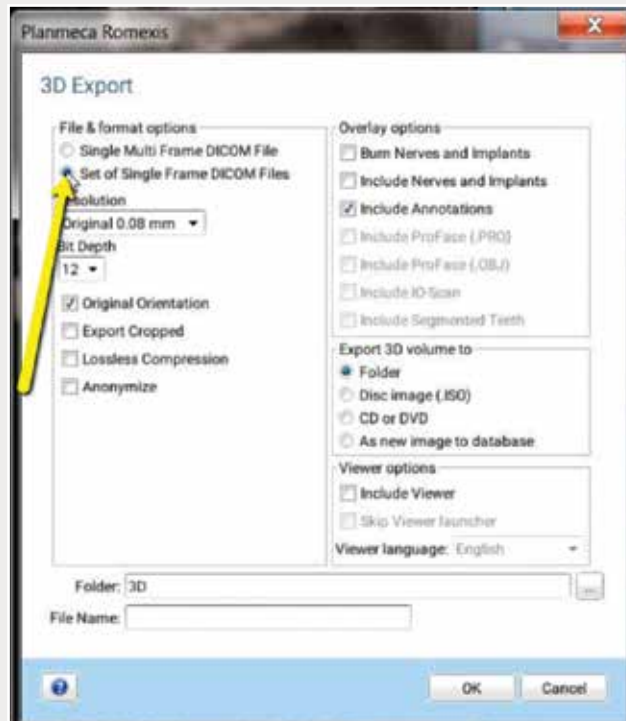 Planmeca Romexis
3D Export
File & format options
Single Multi Frame DICOM File
Set of Single Frame DICOM Files
Resolution
Original 0.08 mm
Bit Depth
12
Original Orientation
Export Cropped
Lossless Compression
Anonymize
Overlay options
Burn Nerves and Implants
Include Nerves and Implants
Include Annotations
Include ProFace (.PRO)
Include ProFace (.OBJ)
Include IO-Scan
Include Segmented Teeth
Export 3D volume to
Folder
Disc image (.ISO)
CD or DVD
As new image to database
Viewer options
Include Viewer
Skip Viewer launcher
Viewer language: English
Folder: 3D
...
File Name:
?
OK
Cancel